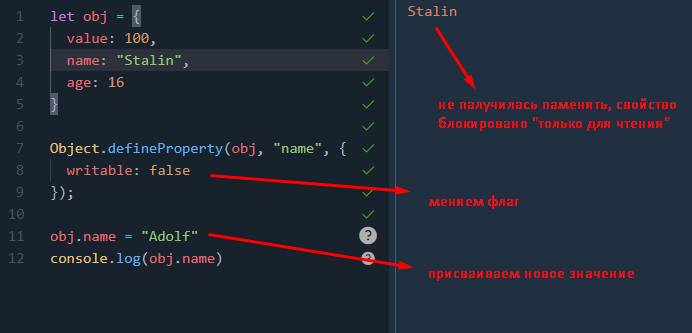 1 let obj = {
2 value: 100,
3 name: "Stalin",
4 age: 16
5 }
6
7 Object.defineProperty(obj, "name", {
8 writable: false
9 });
10
11 obj.name = "Adolf"
12 console.log(obj.name)
Stalin
не палучилась паменять, свойство
блокировано "только для чтения"
меняем флаг
присваиваем новое значение